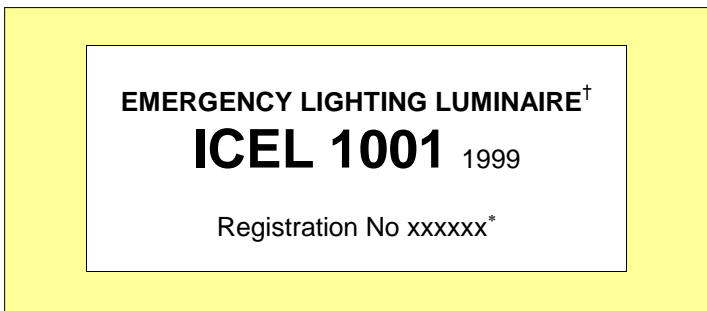 EMERGENCY LIGHTING LUMINAIRE†
ICEL 1001 1999
Registration No xxxxxx*